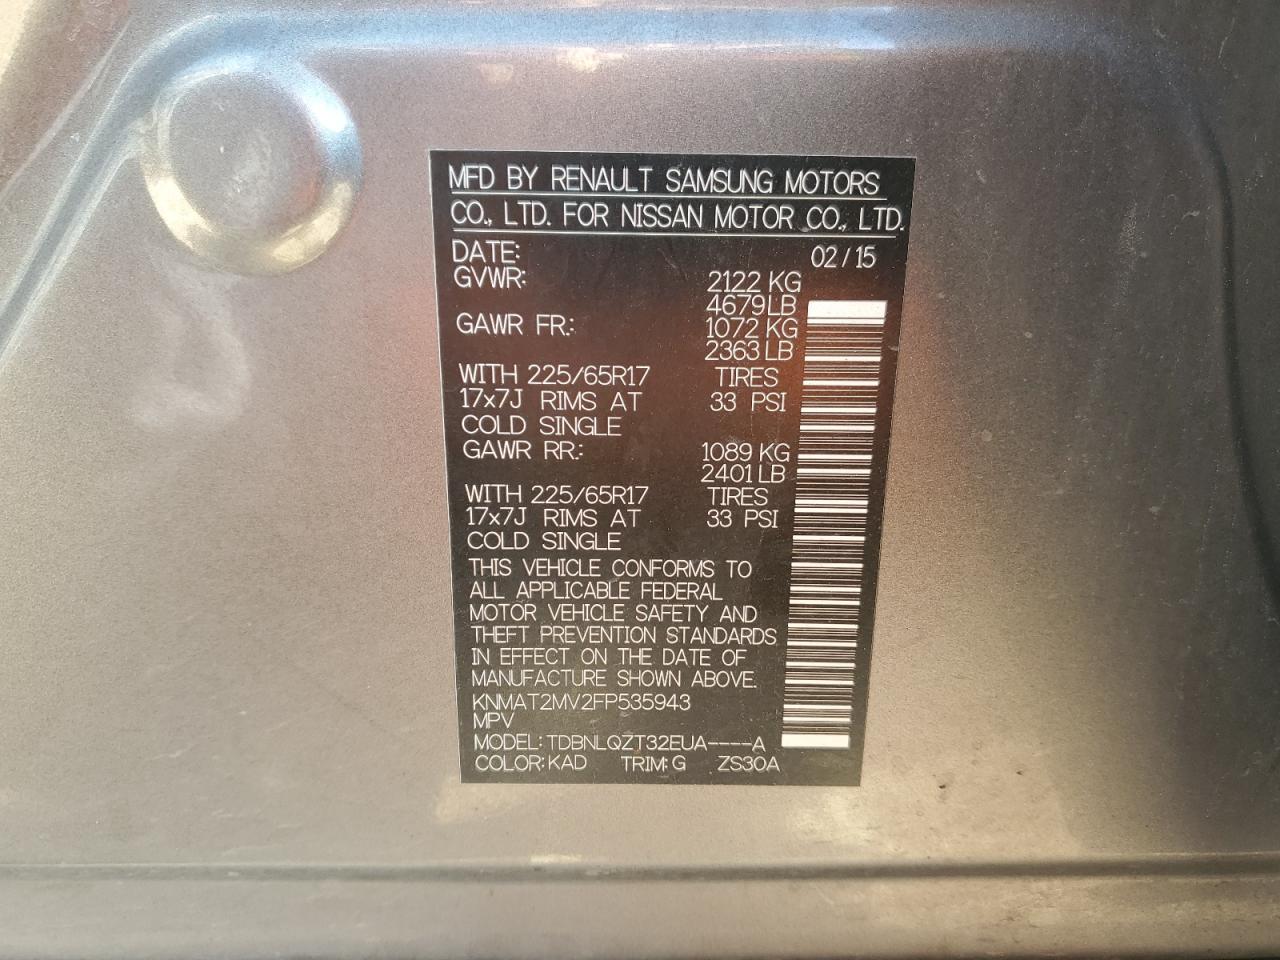 MFD BY RENAULT SAMSUNG MOTORS
CO., LTD. FOR NISSAN MOTOR CO., LTD.
DATE: 02/15
GVWR: 2122 KG
4679 LB
GAWR FR.: 1072 KG
2363 LB
WITH 225/65R17 TIRES
17x7J RIMS AT 33 PSI
COLD SINGLE
GAWR RR.: 1089 KG
2401 LB
WITH 225/65R17 TIRES
17x7J RIMS AT 33 PSI
COLD SINGLE
THIS VEHICLE CONFORMS TO
ALL APPLICABLE FEDERAL
MOTOR VEHICLE SAFETY AND
THEFT PREVENTION STANDARDS
IN EFFECT ON THE DATE OF
MANUFACTURE SHOWN ABOVE.
KNMAT2MV2FP535943
MPV
MODEL: TDBNLQZT32EUA----A
COLOR: KAD TRIM: G ZS30A